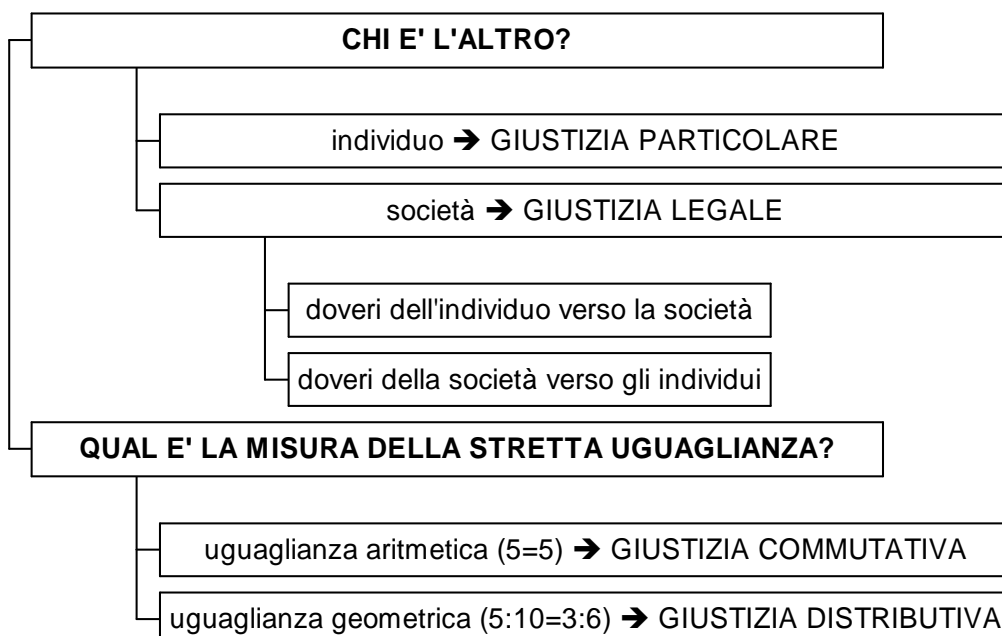 CHI E' L'ALTRO?
individuo ➔ GIUSTIZIA PARTICOLARE
società ➔ GIUSTIZIA LEGALE
doveri dell'individuo verso la società
doveri della società verso gli individui
QUAL E' LA MISURA DELLA STRETTA UGUAGLIANZA?
uguaglianza aritmetica (5=5) ➔ GIUSTIZIA COMMUTATIVA
uguaglianza geometrica (5:10=3:6) ➔ GIUSTIZIA DISTRIBUTIVA